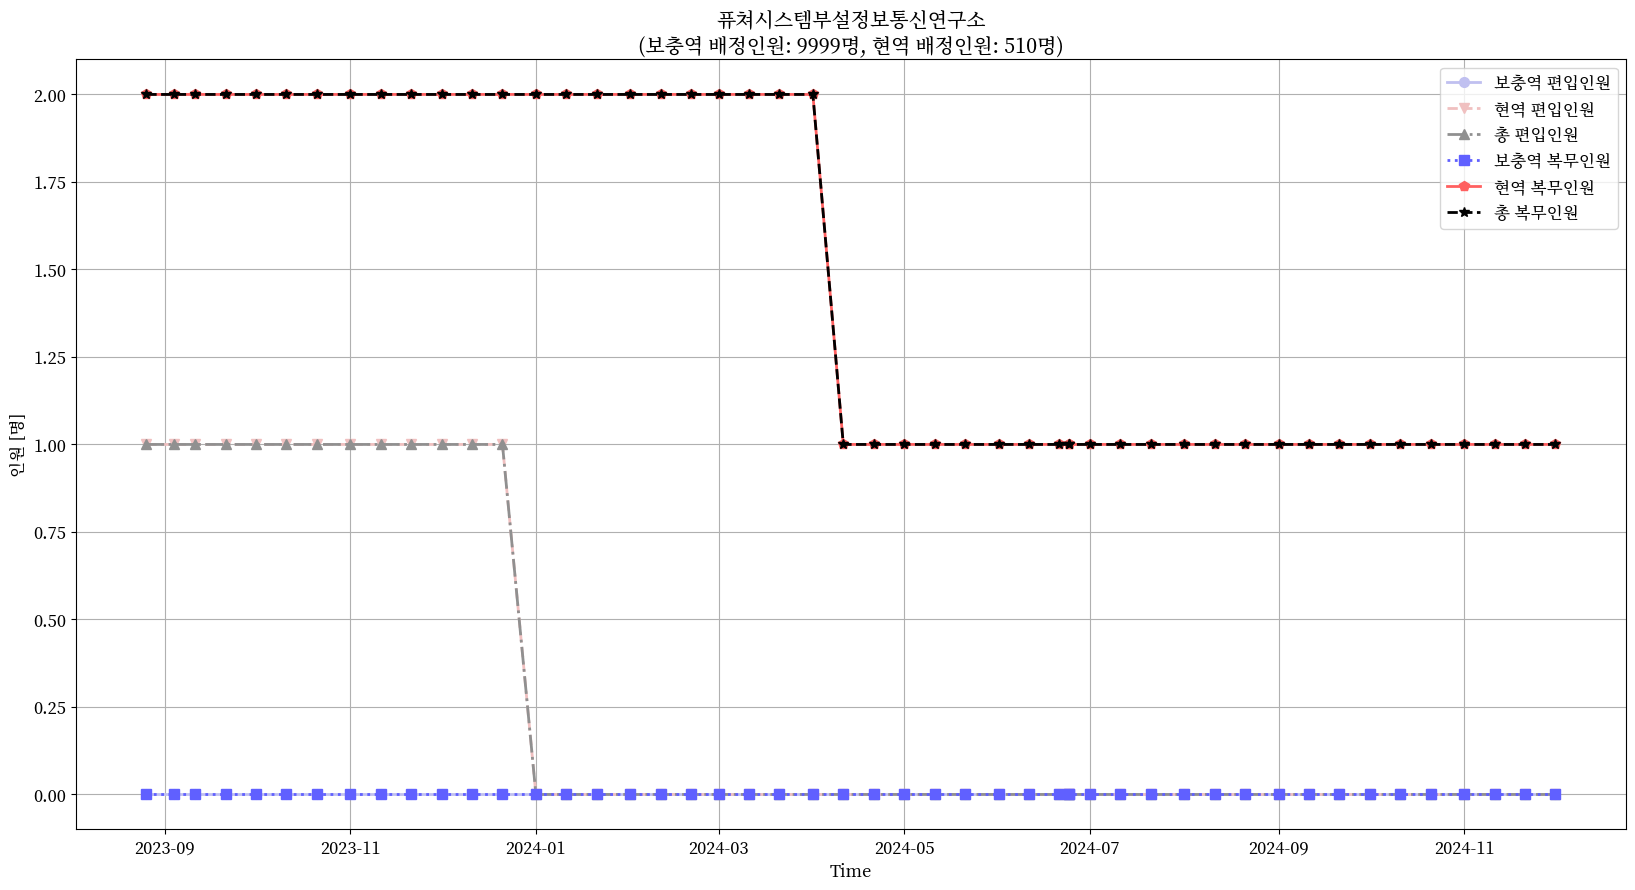 퓨쳐시스템부설정보통신연구소
(보충역 배정인원: 9999명, 현역 배정인원: 510명)
보충역 편입인원
현역 편입인원
총 편입인원
보충역 복무인원
현역 복무인원
총 복무인원
2.00
1.75
1.50
1.25
1.00
0.75
0.50
0.25
0.00
인원 [명]
2023-09 2023-11 2024-01 2024-03 2024-05 2024-07 2024-09 2024-11
Time